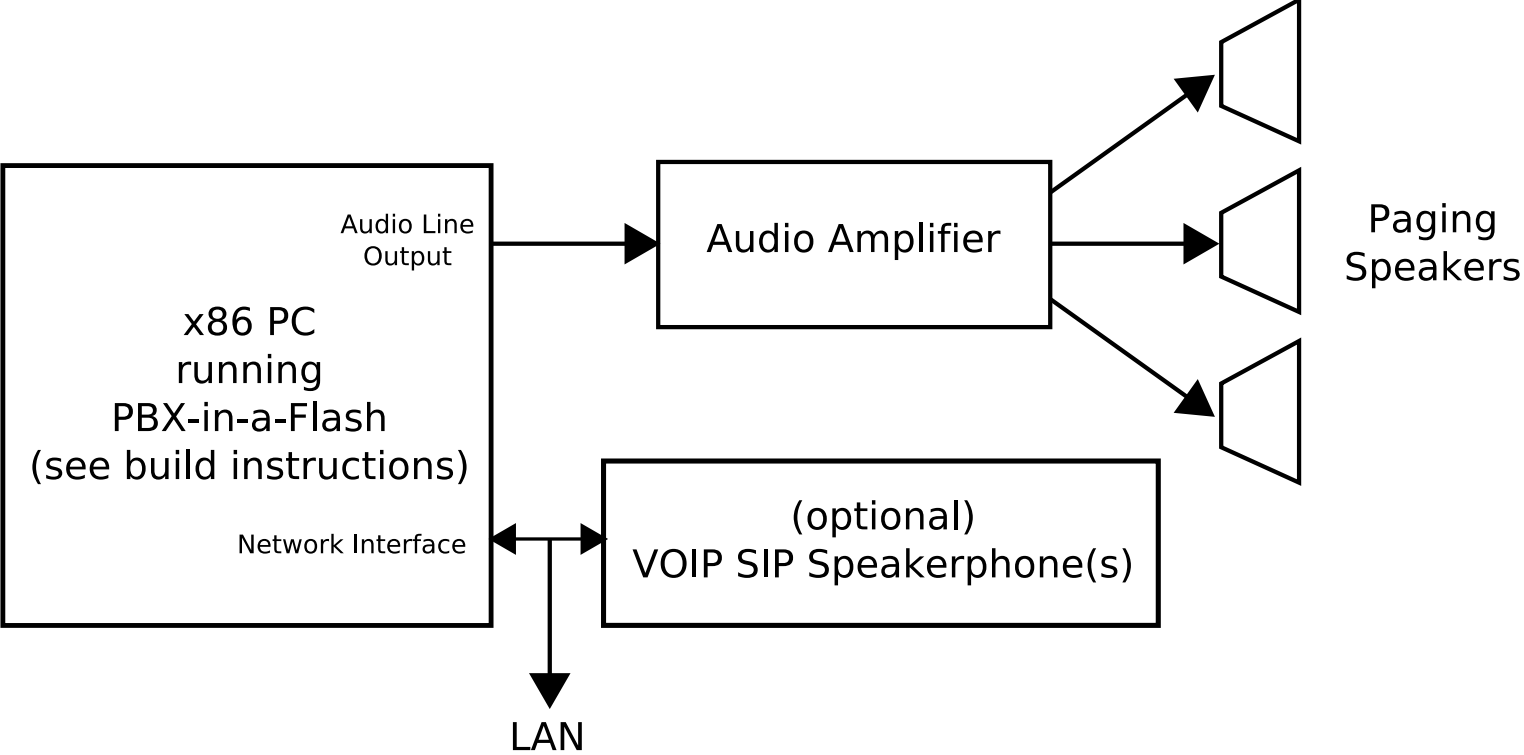 Audio Line
Output
x86 PC
running
PBX-in-a-Flash
(see build instructions)
Network Interface
Audio Amplifier
Paging
Speakers
(optional)
VOIP SIP Speakerphone(s)
LAN